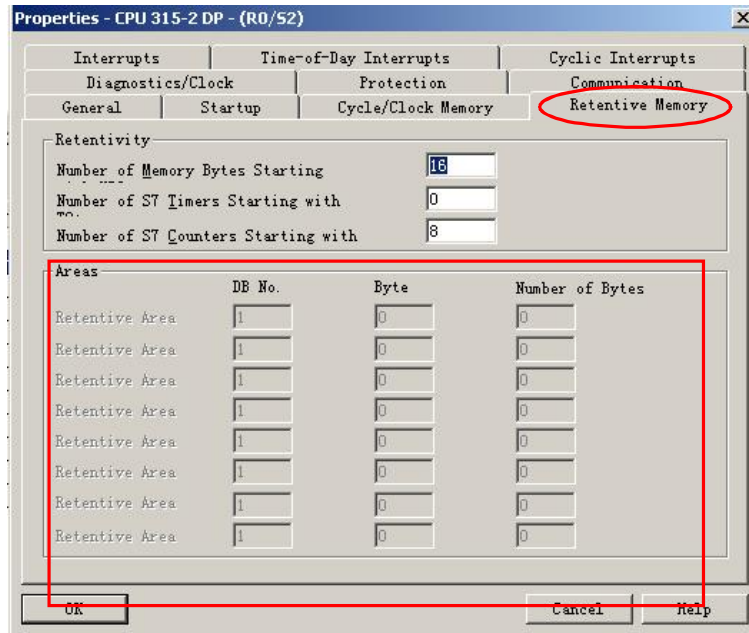 Properties - CPU 315-2 DP - (R0/S2)
Interrupts Time-of-Day Interrupts Cyclic Interrupts
Diagnostics/Clock Protection Communication
General Startup Cycle/Clock Memory Retentive Memory
Retentivity
Number of Memory Bytes Starting 16
Number of S7 Timers Starting with 0
Number of S7 Counters Starting with 8
Areas
DB No. Byte Number of Bytes
Retentive Area 1 0 0
Retentive Area 1 0 0
Retentive Area 1 0 0
Retentive Area 1 0 0
Retentive Area 1 0 0
Retentive Area 1 0 0
Retentive Area 1 0 0
Retentive Area 1 0 0
OK Cancel Help